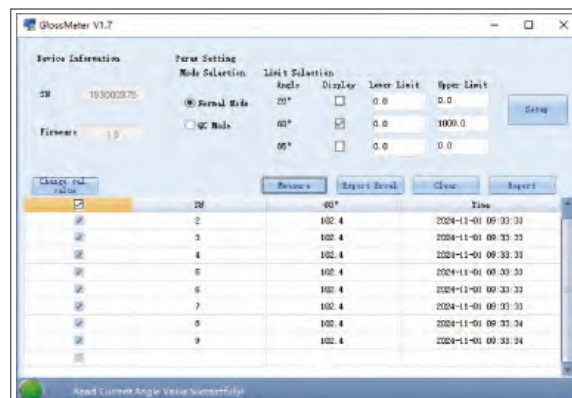 GlossMeter V1.7
Device Information
Param Setting
Mode Selection
Limit Selection
Angle Display Lower Limit Upper Limit
SN
Normal Mode
20° 0.0 0.0
Setup
QC Mode
60° 0.0 1000.0
Firmware 1.0
85° 0.0 0.0
Change cal. value
Measure Export Excel Clear Report
SN 60° Time
2 102.4 2024-11-01 09:33:33
3 102.4 2024-11-01 09:33:33
4 102.4 2024-11-01 09:33:33
5 102.4 2024-11-01 09:33:33
6 102.4 2024-11-01 09:33:33
7 102.4 2024-11-01 09:33:33
8 102.4 2024-11-01 09:33:34
9 102.4 2024-11-01 09:33:34
Read Current Angle Value Successfully!